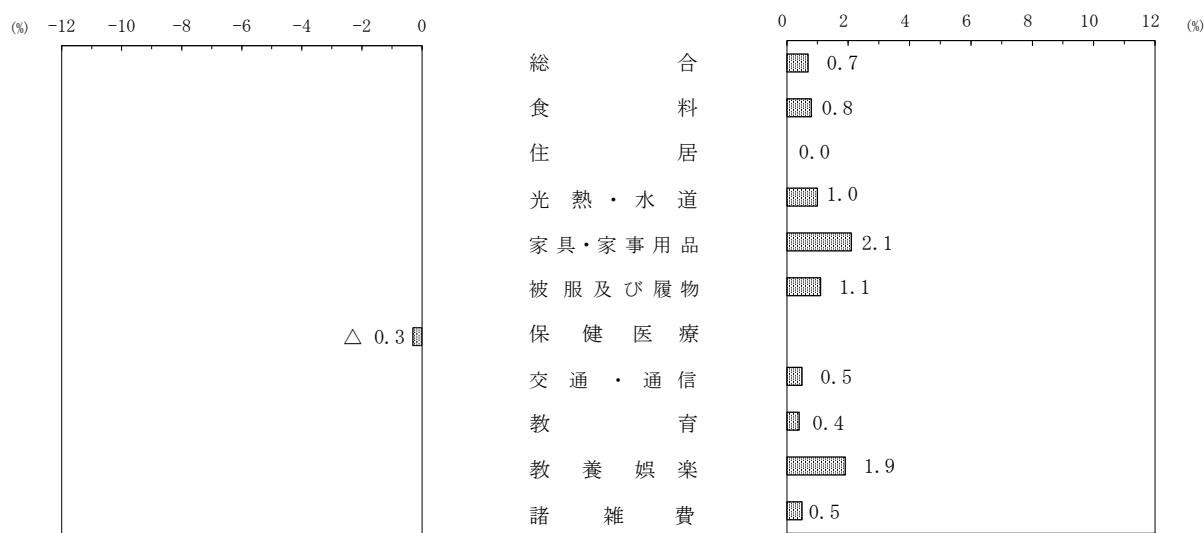 (%) -12 -10 -8 -6 -4 -2 0 0 2 4 6 8 10 12 (%)
総合 0.7
食料 0.8
住居 0.0
光熱・水道 1.0
家具・家事用品 2.1
被服及び履物 1.1
△ 0.3 保健医療
交通・通信 0.5
教育 0.4
教養娯楽 1.9
諸雑費 0.5